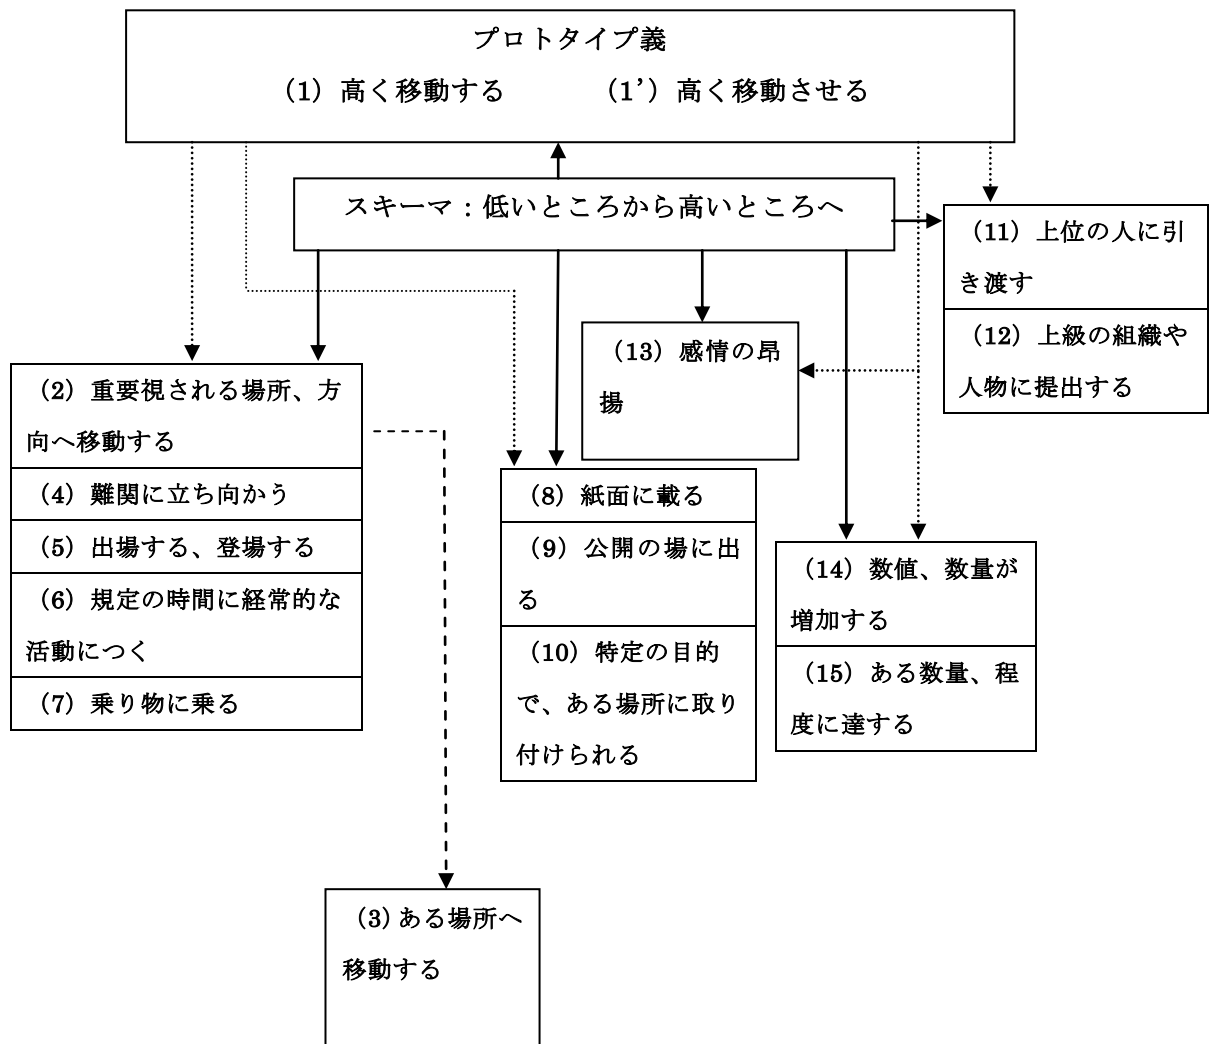 プロトタイプ義
（1）高く移動する　（1’）高く移動させる
スキーマ：低いところから高いところへ
（11）上位の人に引
き渡す
（12）上級の組織や
人物に提出する
（13）感情の昂
揚
（2）重要視される場所、方
向へ移動する
（4）難関に立ち向かう
（5）出場する、登場する
（6）規定の時間に経常的な
活動につく
（7）乗り物に乗る
（8）紙面に載る
（9）公開の場に出
る
（10）特定の目的
で、ある場所に取り
付けられる
（14）数値、数量が
増加する
（15）ある数量、程
度に達する
（3）ある場所へ
移動する